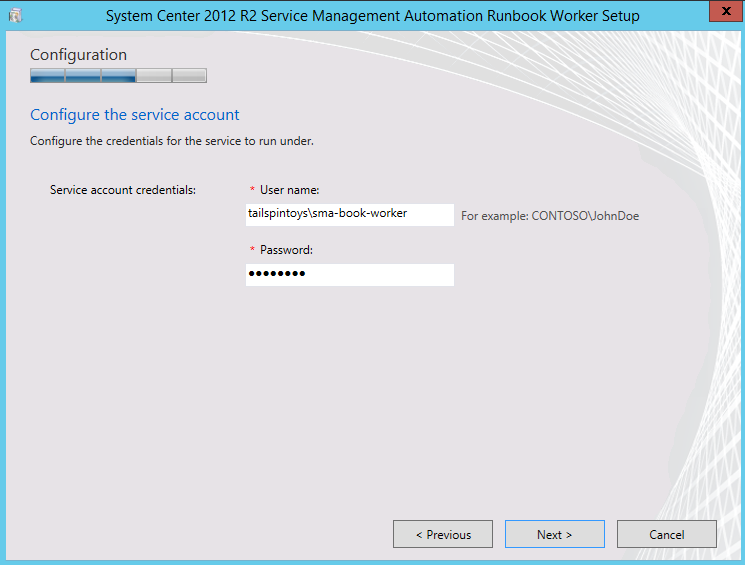 System Center 2012 R2 Service Management Automation Runbook Worker Setup
x
Configuration
Configure the service account
Configure the credentials for the service to run under.
Service account credentials:
* User name:
tailspintoys\sma-book-worker
For example: CONTOSO\JohnDoe
* Password:
●●●●●●●●
< Previous
Next >
Cancel